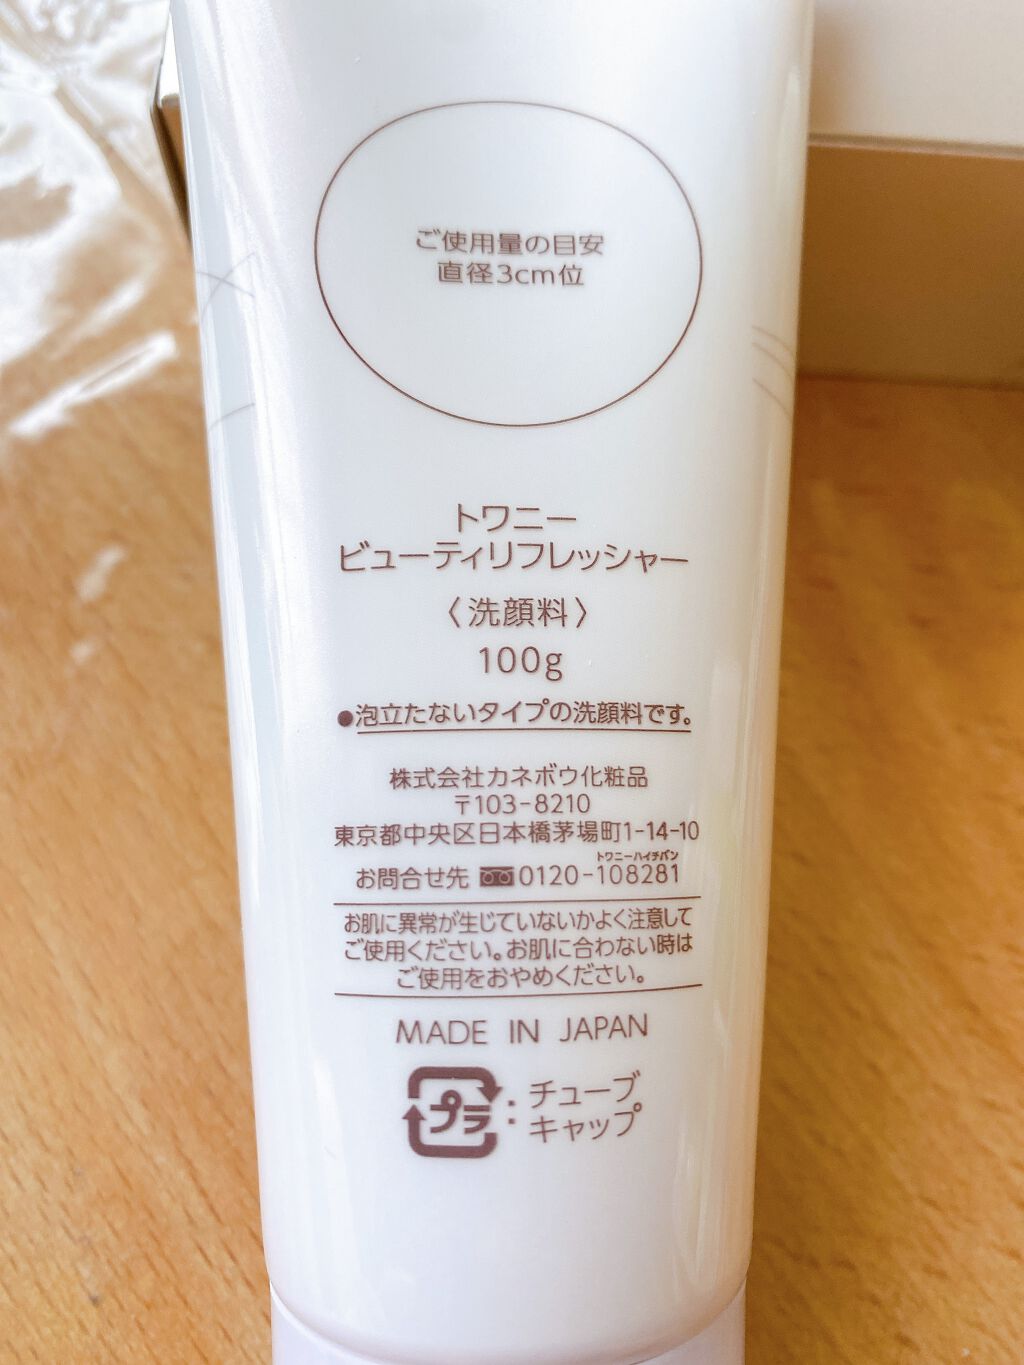 ご使用量の目安
直径3cm位
トワニー
ビューティリフレッシャー
〈洗顔料〉
100g
●泡立たないタイプの洗顔料です。
株式会社カネボウ化粧品
〒103-8210
東京都中央区日本橋茅場町1-14-10
トワニーハイチバン
お問合せ先 0120-108281
お肌に異常が生じていないかよく注意して
ご使用ください。お肌に合わない時は
ご使用をおやめください。
MADE IN JAPAN
プラ : チューブ
キャップ